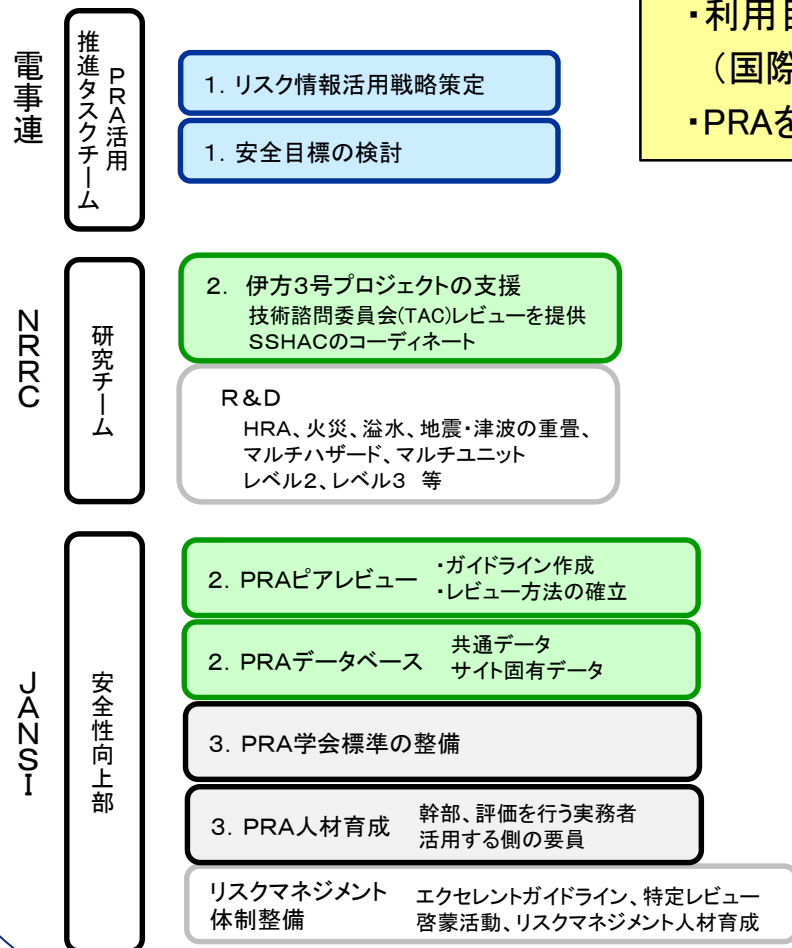 ・利用目
（国際
・PRAを
電事連
PRA活用
推進タスクチーム
1. リスク情報活用戦略策定
1. 安全目標の検討
NRRC
研究チーム
2. 伊方3号プロジェクトの支援
技術諮問委員会(TAC)レビューを提供
SSHACのコーディネート
R&D
HRA、火災、溢水、地震・津波の重畳、
マルチハザード、マルチユニット
レベル2、レベル3 等
JANSI
安全性向上部
2. PRAピアレビュー ・ガイドライン作成
・レビュー方法の確立
2. PRAデータベース 共通データ
サイト固有データ
3. PRA学会標準の整備
3. PRA人材育成 幹部、評価を行う実務者
活用する側の要員
リスクマネジメント エクセレントガイドライン、特定レビュー
体制整備 啓蒙活動、リスクマネジメント人材育成